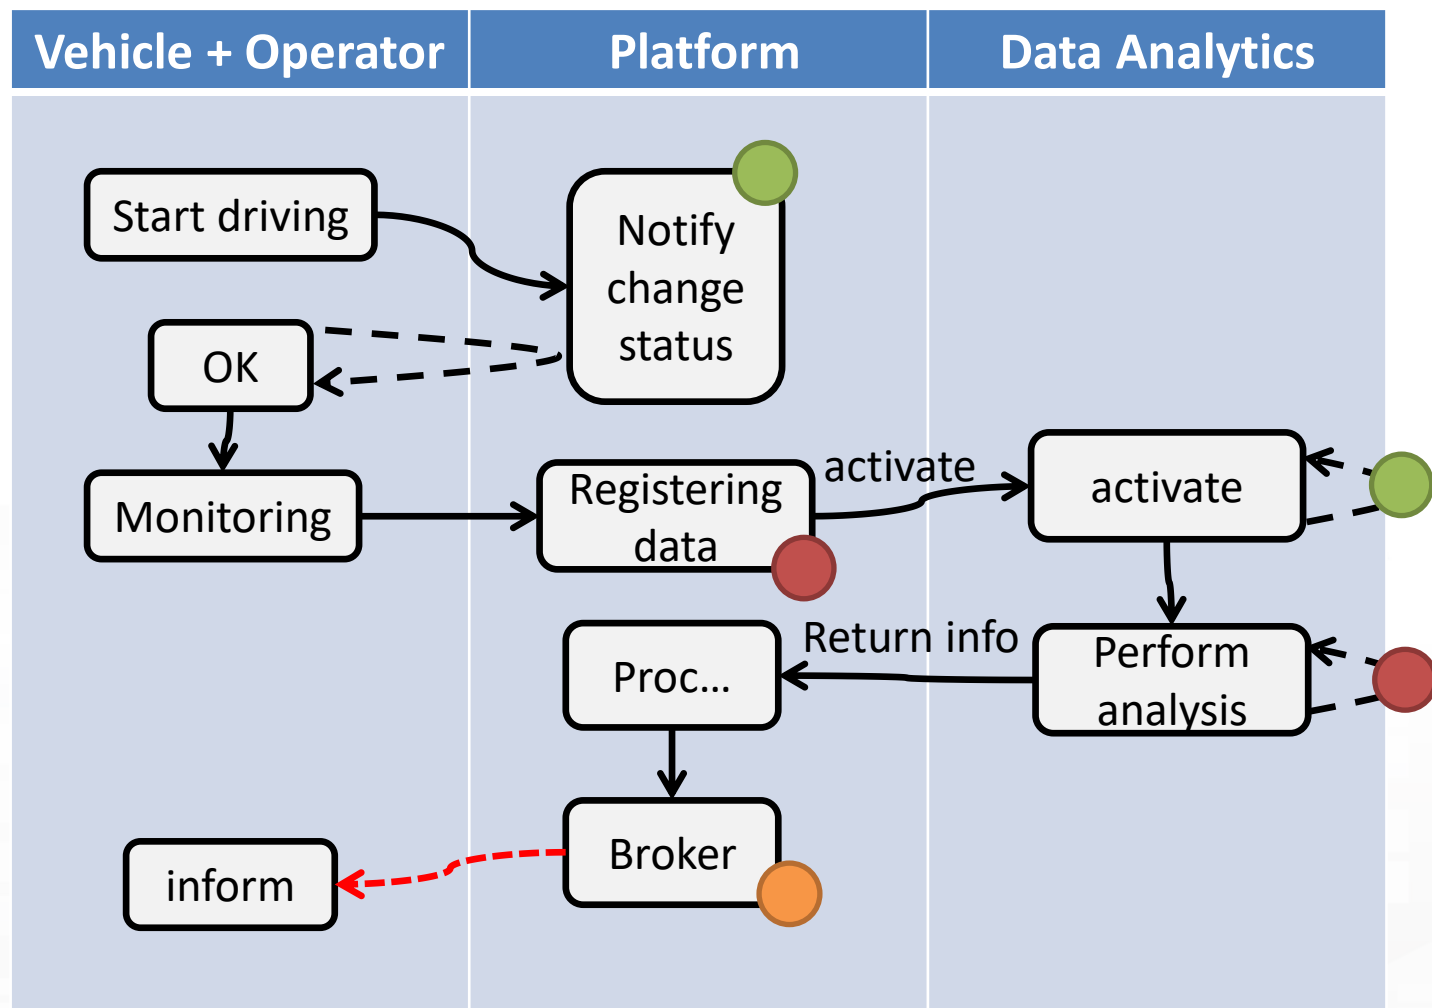 Vehicle + Operator
Platform
Data Analytics
Start driving
Notify
change
status
OK
Monitoring
Registering
data
activate
activate
Return info
Perform
analysis
Proc...
Broker
inform